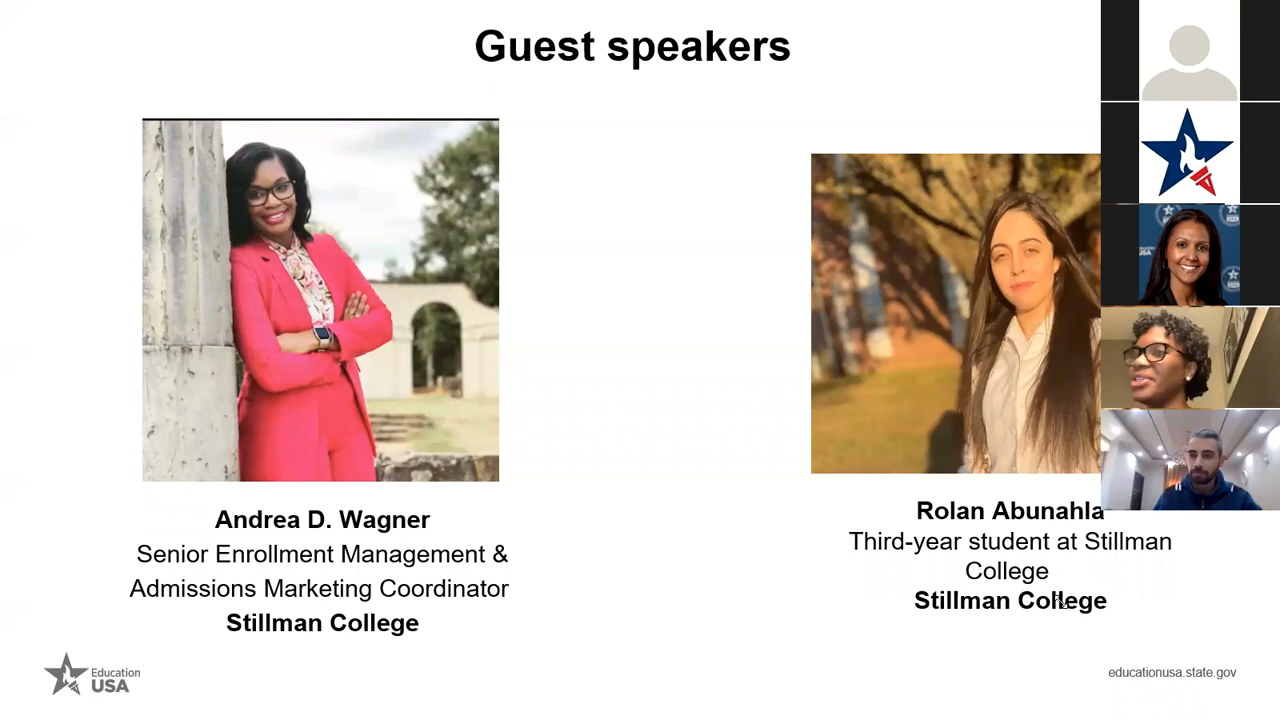 Guest speakers
Andrea D. Wagner
Senior Enrollment Management &
Admissions Marketing Coordinator
Stillman College
Rolan Abunahla
Third-year student at Stillman
College
Stillman College
Education
USA
educationusa.state.gov
USA